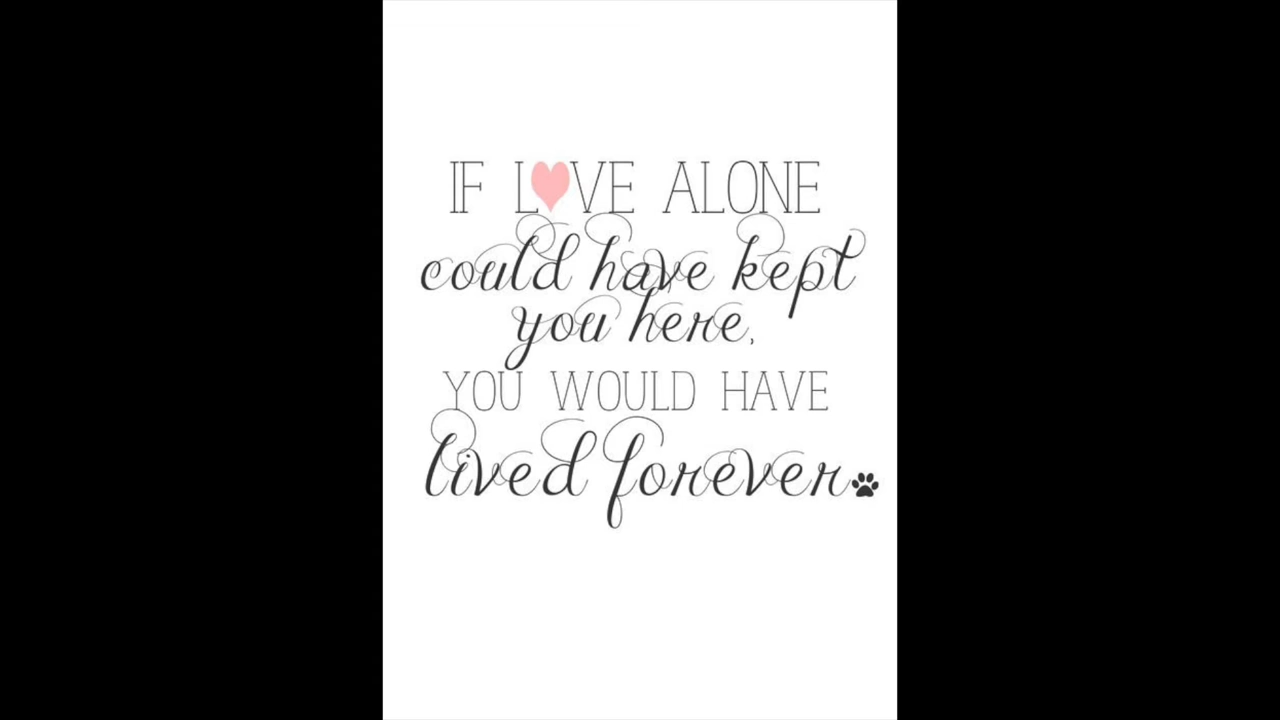 IF LOVE ALONE
could have kept
you here,
YOU WOULD HAVE
lived forever